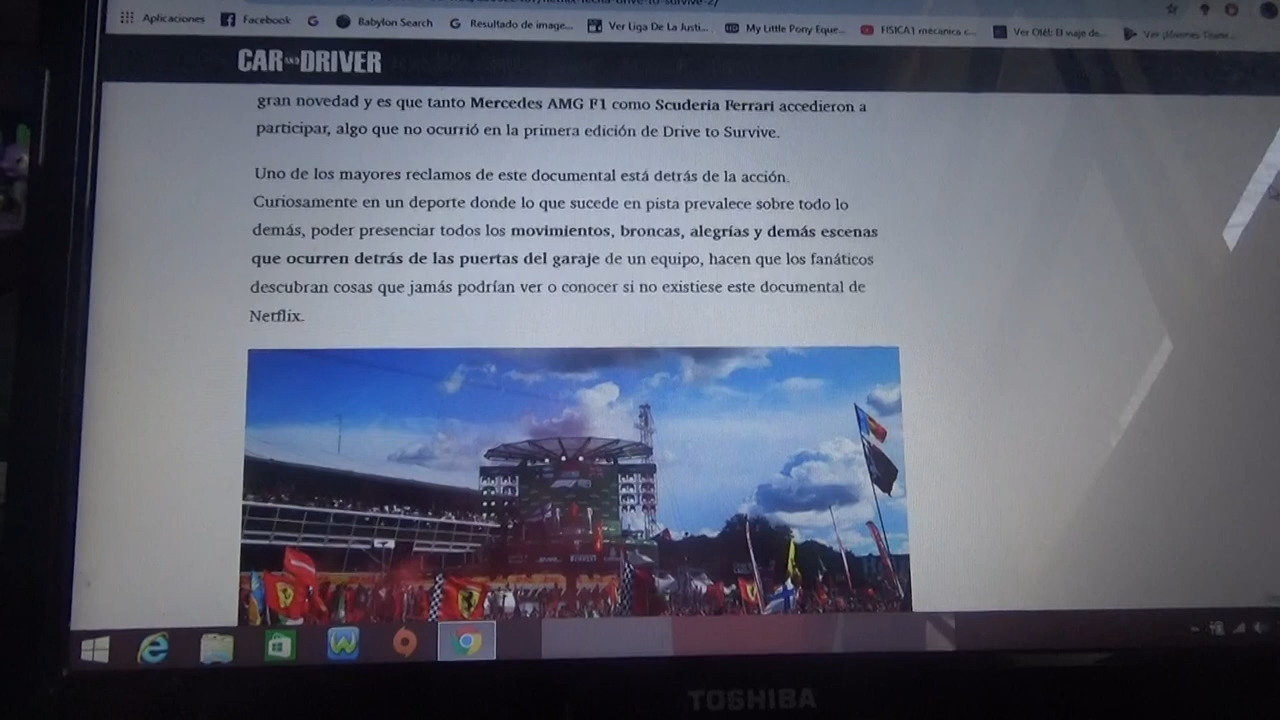 Aplicaciones
Facebook
G
Babylon Search
G Resultado de image...
Ver Liga De La Justi...
My Little Pony Eque...
FISICA1 mecanica c...
CAR AND DRIVER
gran novedad y es que tanto Mercedes AMG F1 como Scuderia Ferrari accedieron a
participar, algo que no ocurrió en la primera edición de Drive to Survive.
Uno de los mayores reclamos de este documental está detrás de la acción.
Curiosamente en un deporte donde lo que sucede en pista prevalece sobre todo lo
demás, poder presenciar todos los movimientos, broncas, alegrías y demás escenas
que ocurren detrás de las puertas del garaje de un equipo, hacen que los fanáticos
descubran cosas que jamás podrían ver o conocer si no existiese este documental de
Netflix.
TOSHIBA